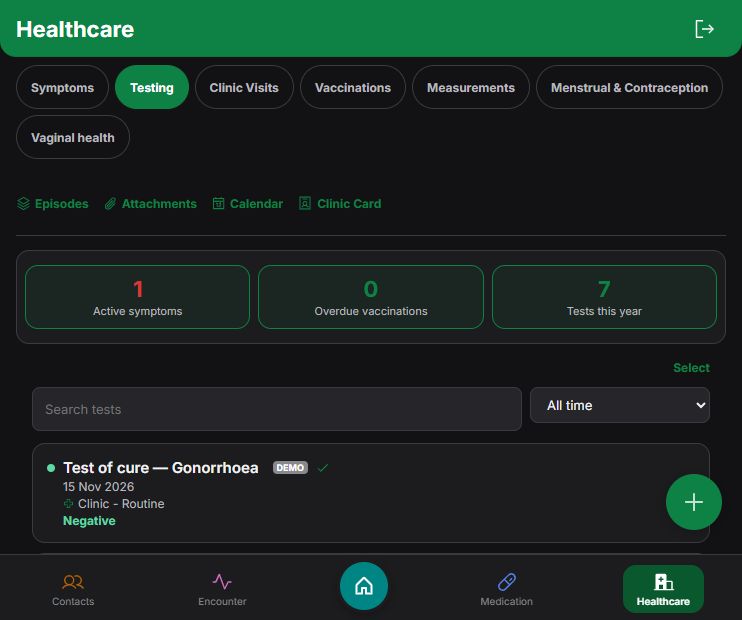 Healthcare
Symptoms
Testing
Clinic Visits
Vaccinations
Measurements
Menstrual & Contraception
Vaginal health
Episodes
Attachments
Calendar
Clinic Card
1
Active symptoms
0
Overdue vaccinations
7
Tests this year
Select
Search tests
All time
Test of cure — Gonorrhoea DEMO
15 Nov 2026
Clinic - Routine
Negative
Contacts
Encounter
Medication
Healthcare